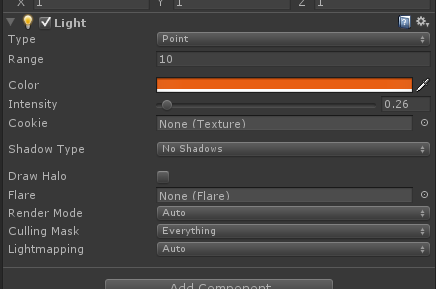 X 1 Y 1 Z 1
Light
Type Point
Range 10
Color
Intensity 0.26
Cookie None (Texture)
Shadow Type No Shadows
Draw Halo
Flare None (Flare)
Render Mode Auto
Culling Mask Everything
Lightmapping Auto
Add Component